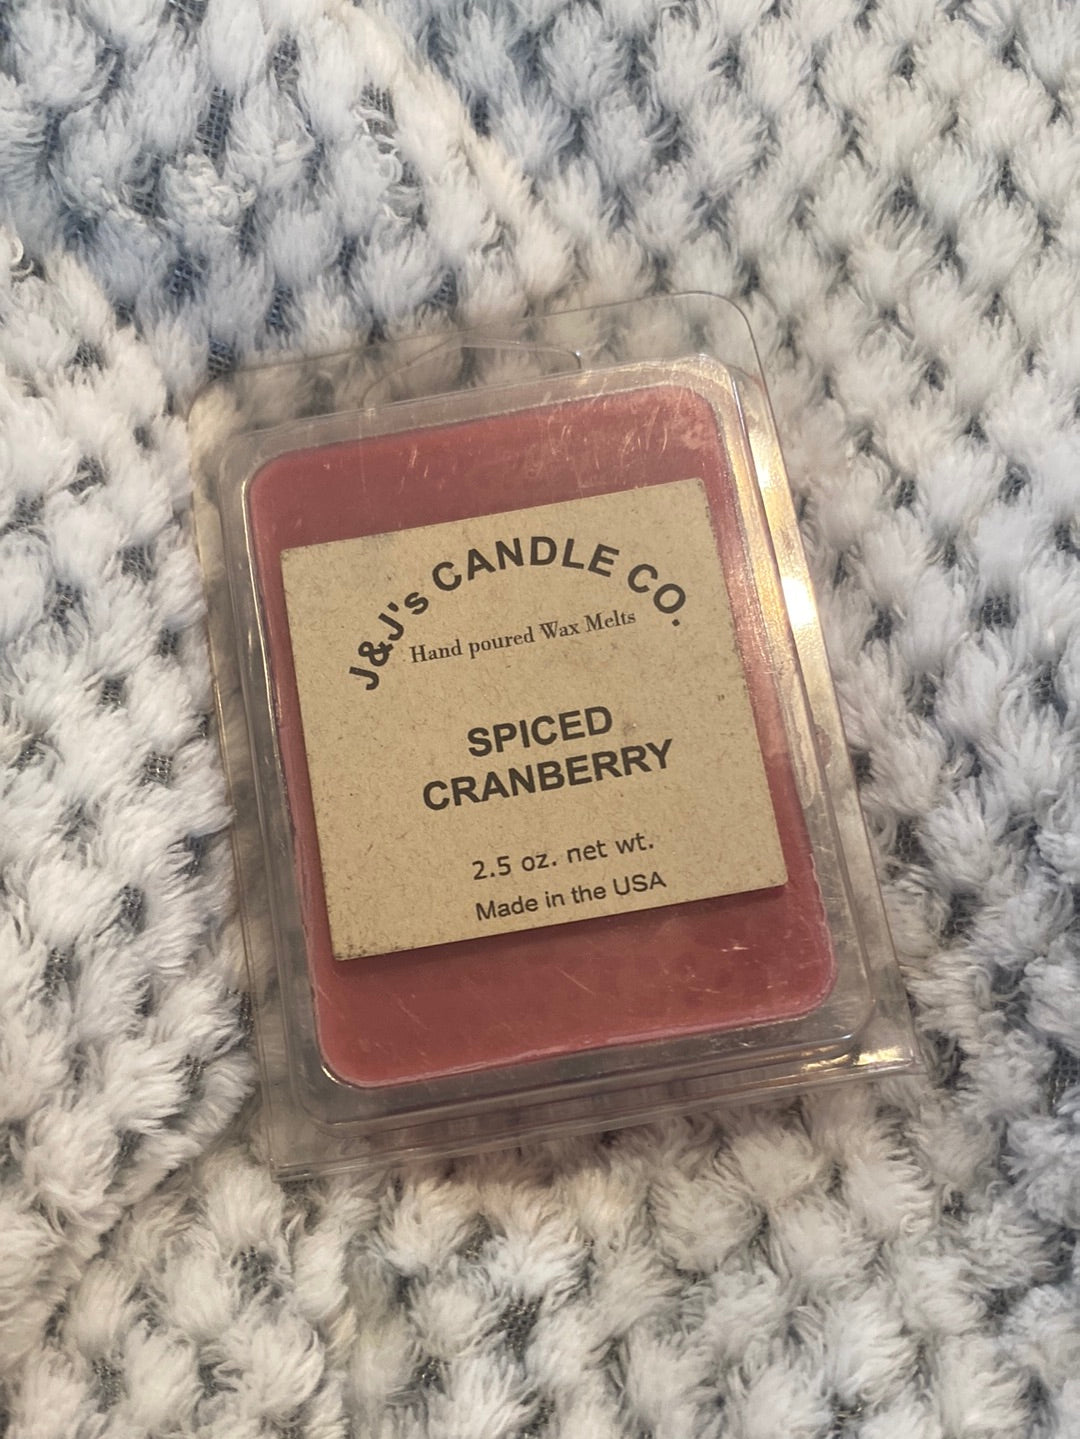 J&J's CANDLE CO.
Hand poured Wax Melts
SPICED
CRANBERRY
2.5 oz. net wt.
Made in the USA